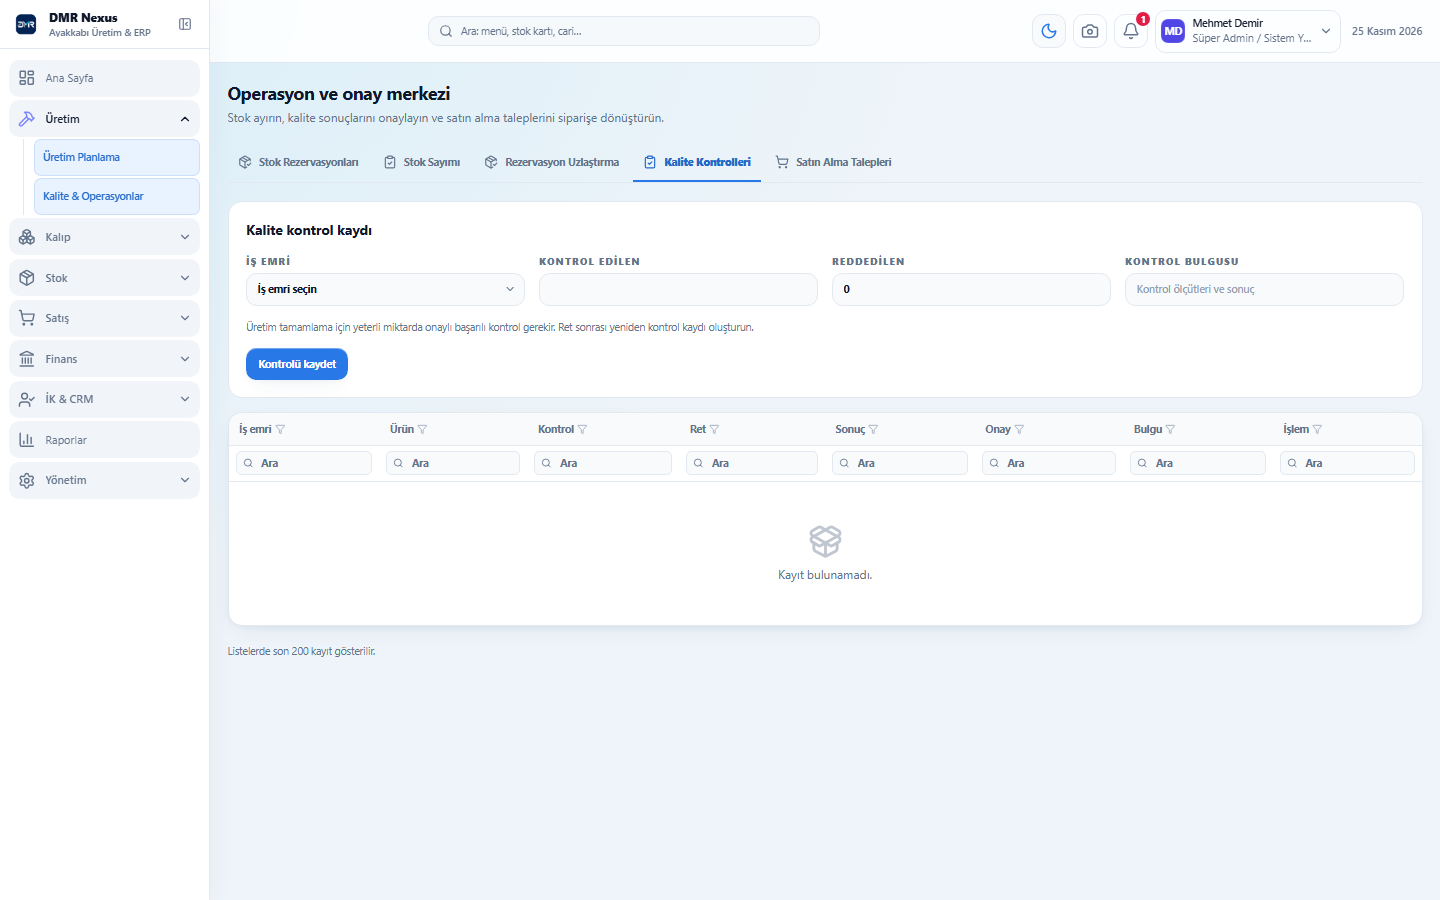 DMR Nexus
Ayakkabı Üretim & ERP
DMR
Ara: menü, stok kartı, cari...
1
MD
Mehmet Demir
Süper Admin / Sistem Y...
25 Kasım 2026
Ana Sayfa
Üretim
Üretim Planlama
Kalite & Operasyonlar
Kalıp
Stok
Satış
Finans
İK & CRM
Raporlar
Yönetim
Operasyon ve onay merkezi
Stok ayırın, kalite sonuçlarını onaylayın ve satın alma taleplerini siparişe dönüştürün.
Stok Rezervasyonları
Stok Sayımı
Rezervasyon Uzlaştırma
Kalite Kontrolleri
Satın Alma Talepleri
Kalite kontrol kaydı
İŞ EMRİ
KONTROL EDİLEN
REDDEDİLEN
KONTROL BULGUSU
İş emri seçin
0
Kontrol ölçütleri ve sonuç
Üretim tamamlama için yeterli miktarda onaylı başarılı kontrol gerekir. Ret sonrası yeniden kontrol kaydı oluşturun.
Kontrolü kaydet
İş emri
Ürün
Kontrol
Ret
Sonuç
Onay
Bulgu
İşlem
Ara
Ara
Ara
Ara
Ara
Ara
Ara
Ara
Kayıt bulunamadı.
Listelerde son 200 kayıt gösterilir.